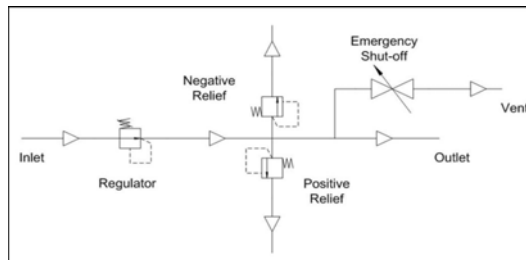 Emergency
Shut-off
Negative
Relief
Vent
Inlet
Outlet
Regulator
Positive
Relief